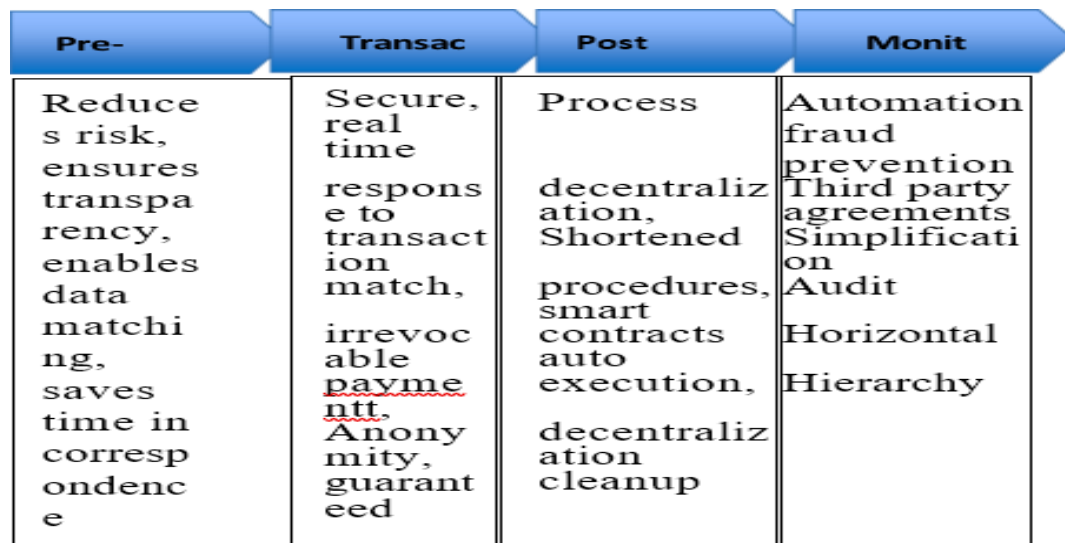 Pre-
Transac
Post
Monit
Reduce
s risk,
ensures
transpa
rency,
enables
data
matchi
ng,
saves
time in
corresp
ondenc
e
Secure,
real
time
respons
e to
transact
ion
match,
irrevoc
able
payme
ntt,
Anony
mity,
guarant
eed
Process
decentraliz
ation,
Shortened
procedures,
smart
contracts
auto
execution,
decentraliz
ation
cleanup
Automation
fraud
prevention
Third party
agreements
Simplificati
on
Audit
Horizontal
Hierarchy